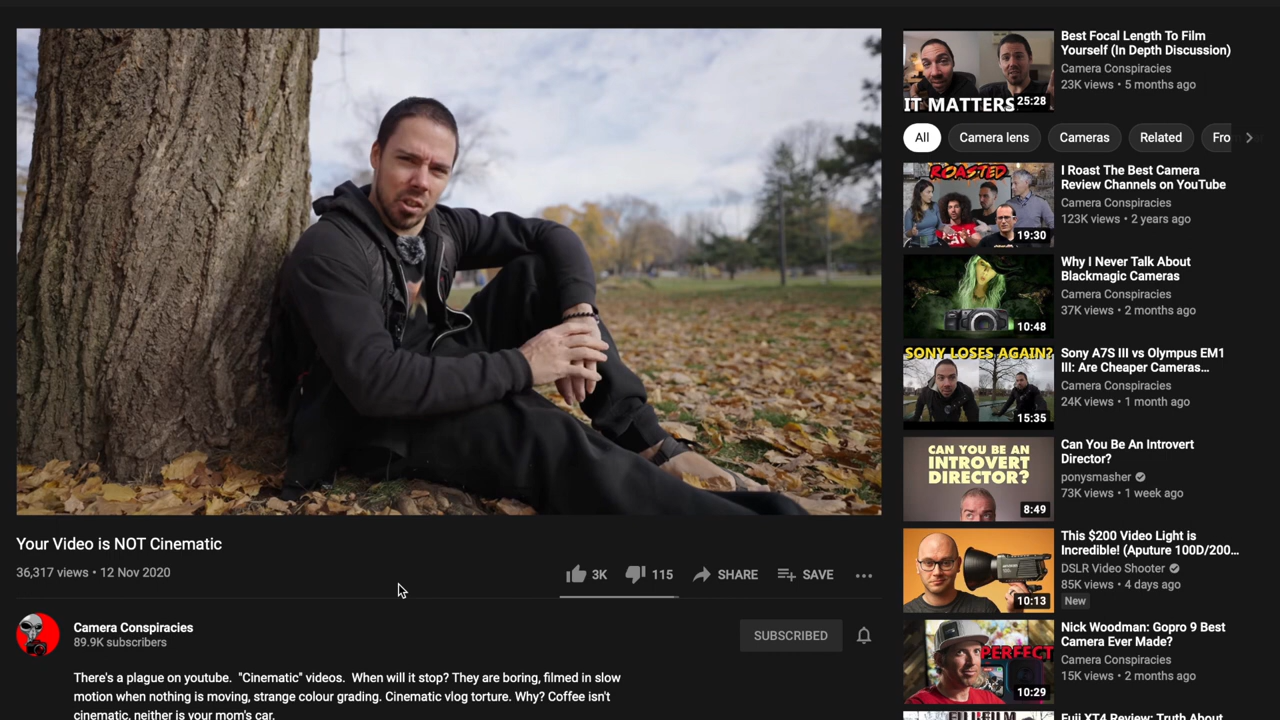 Your Video is NOT Cinematic
36,317 views • 12 Nov 2020
3K
115
SHARE
SAVE
Camera Conspiracies
89.9K subscribers
SUBSCRIBED
There's a plague on youtube.  "Cinematic" videos.  When will it stop? They are boring, filmed in slow
motion when nothing is moving, strange colour grading. Cinematic vlog torture. Why? Coffee isn't
cinematic, neither is your mom's car.
IT MATTERS
25:28
Best Focal Length To Film
Yourself (In Depth Discussion)
Camera Conspiracies
23K views • 5 months ago
All
Camera lens
Cameras
Related
Fro
ROASTED
19:30
I Roast The Best Camera
Review Channels on YouTube
Camera Conspiracies
123K views • 2 years ago
10:48
Why I Never Talk About
Blackmagic Cameras
Camera Conspiracies
37K views • 2 months ago
SONY LOSES AGAIN?
15:35
Sony A7S III vs Olympus EM1
III: Are Cheaper Cameras...
Camera Conspiracies
24K views • 1 month ago
CAN YOU BE AN
INTROVERT
DIRECTOR?
8:49
Can You Be An Introvert
Director?
ponysmasher
73K views • 1 week ago
10:13
This $200 Video Light is
Incredible! (Aputure 100D/200...
DSLR Video Shooter
85K views • 4 days ago
New
PERFECT
10:29
Nick Woodman: Gopro 9 Best
Camera Ever Made?
Camera Conspiracies
15K views • 2 months ago
Fuji XT4 Review: Truth About